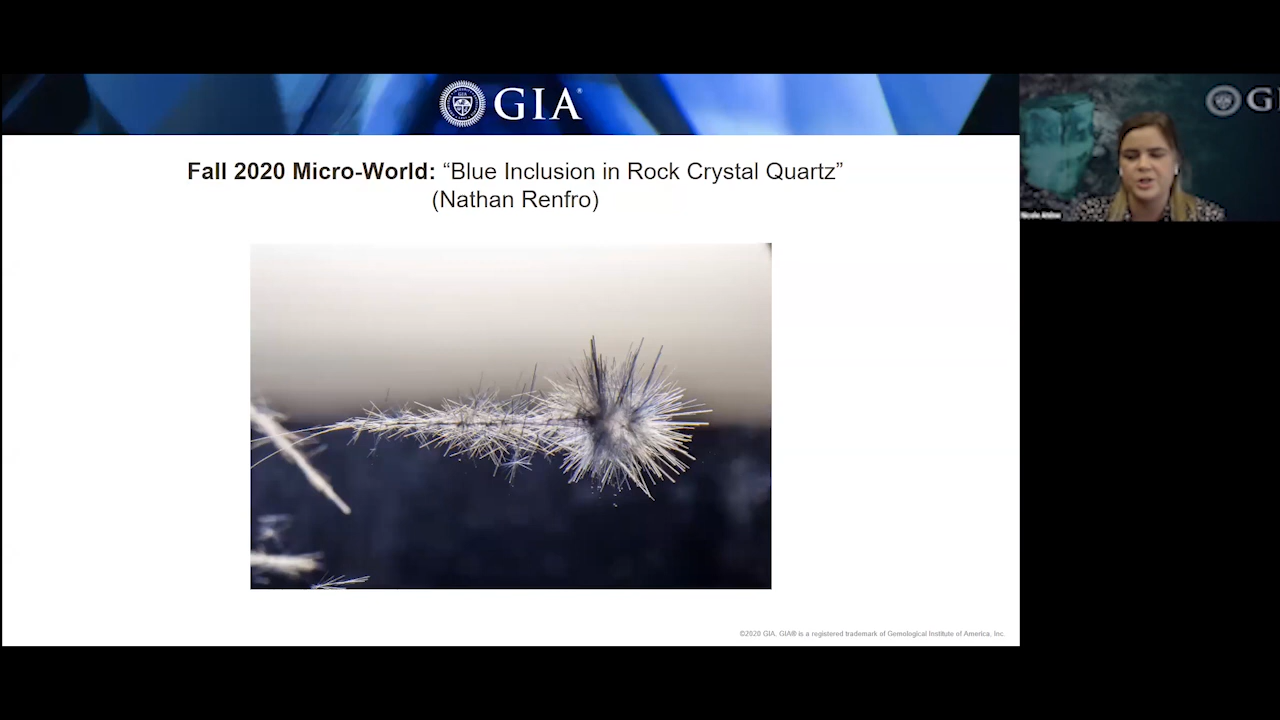 GIA®
G
Fall 2020 Micro-World: “Blue Inclusion in Rock Crystal Quartz”
(Nathan Renfro)
©2020 GIA. GIA® is a registered trademark of Gemological Institute of America, Inc.